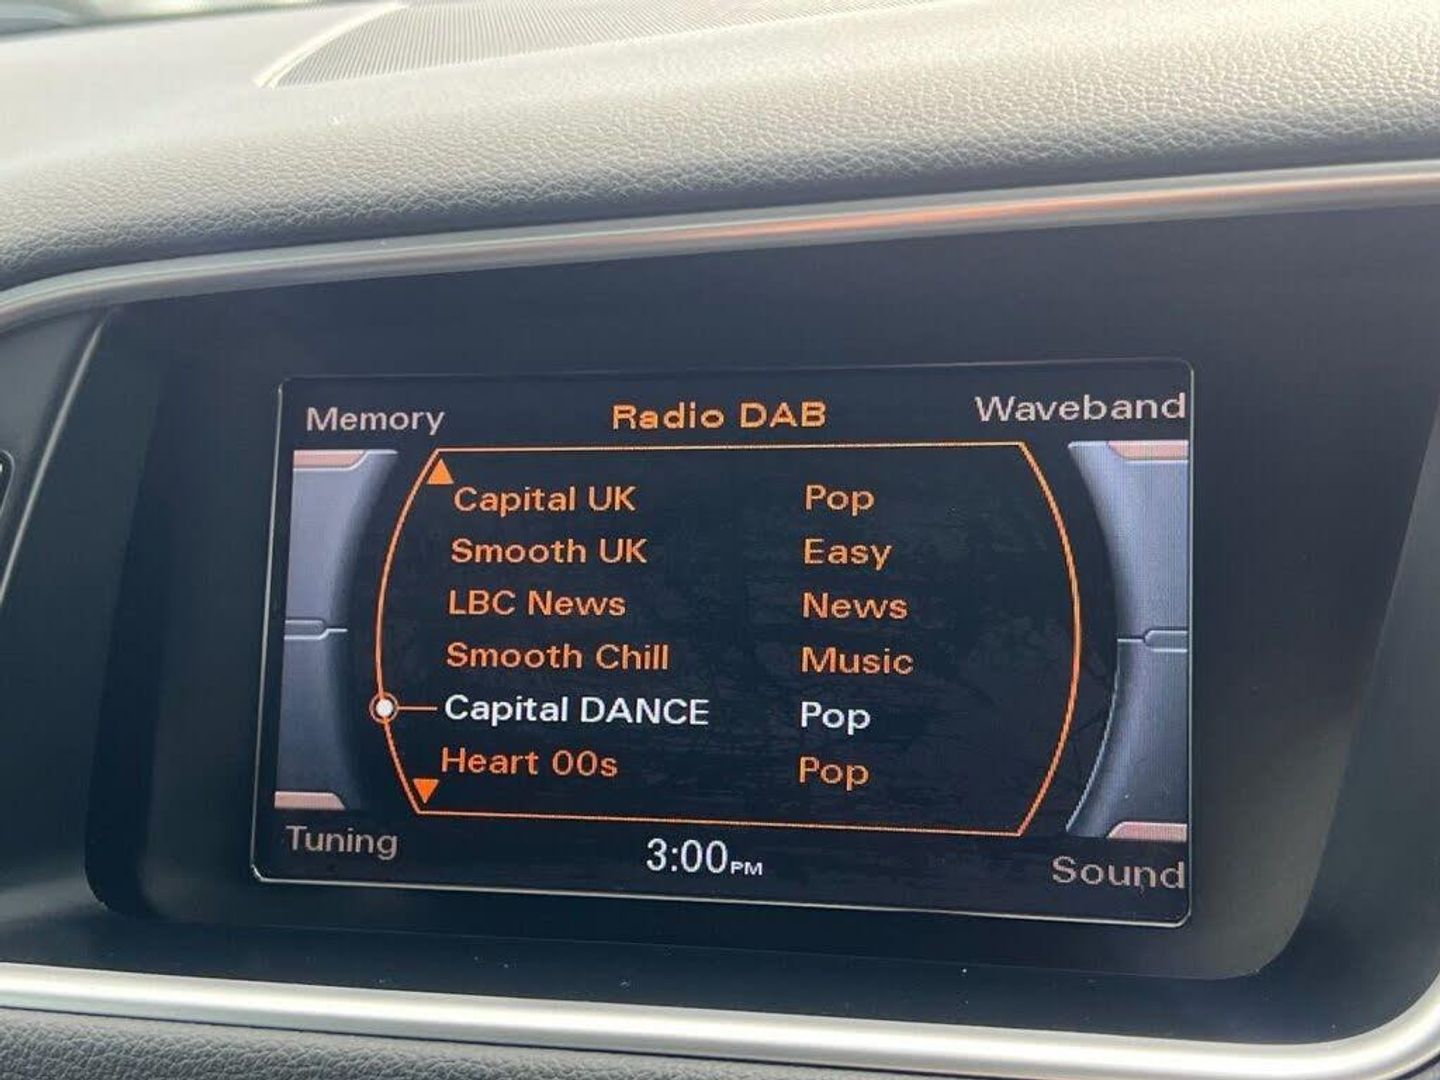 Memory Radio DAB Waveband
Capital UK Pop
Smooth UK Easy
LBC News News
Smooth Chill Music
Capital DANCE Pop
Heart 00s Pop
Tuning 3:00PM Sound